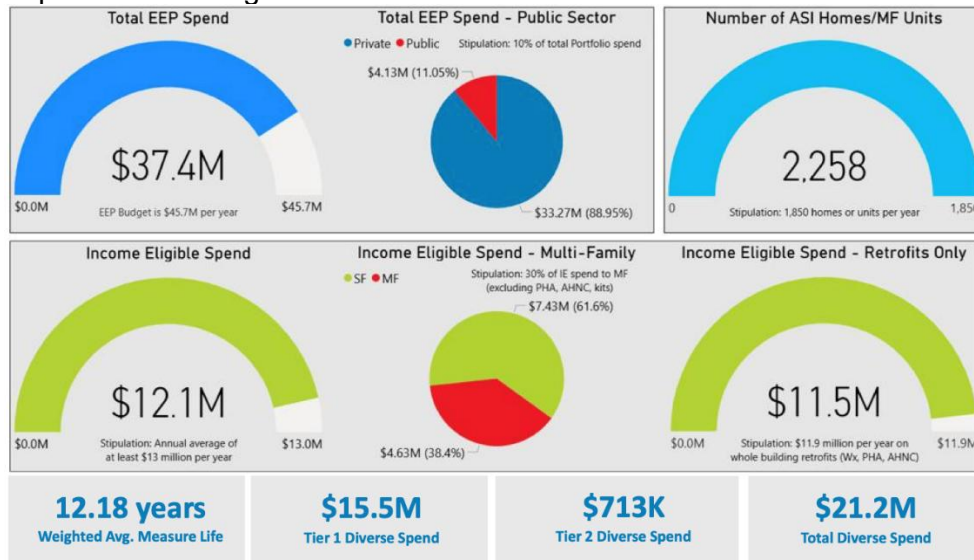 Total EEP Spend
$37.4M
$0.0M
$45.7M
EEP Budget is $45.7M per year
Total EEP Spend - Public Sector
Private Public
Stipulation: 10% of total Portfolio spend
$4.13M (11.05%)
$33.27M (88.95%)
Number of ASI Homes/MF Units
2,258
0
Stipulation: 1,850 homes or units per year
Income Eligible Spend
$12.1M
$0.0M
$13.0M
Stipulation: Annual average of
at least $13 million per year
Income Eligible Spend - Multi-Family
SF MF
Stipulation: 30% of IE spend to MF
(excluding PHA, AHNC, kits)
$7.43M (61.6%)
$4.63M (38.4%)
Income Eligible Spend - Retrofits Only
$11.5M
$0.0M
$11.9M
Stipulation: $11.9 million per year on
whole building retrofits (Wx, PHA, AHNC)
12.18 years
Weighted Avg. Measure Life
$15.5M
Tier 1 Diverse Spend
$713K
Tier 2 Diverse Spend
$21.2M
Total Diverse Spend